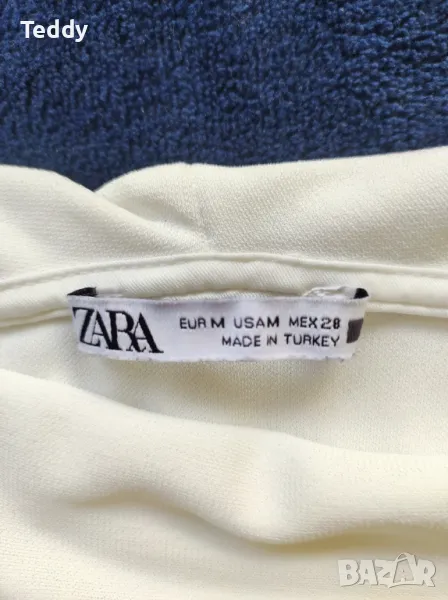 Teddy
ZARA
EUR M USA M MEX 28
MADE IN TURKEY
BAZAR